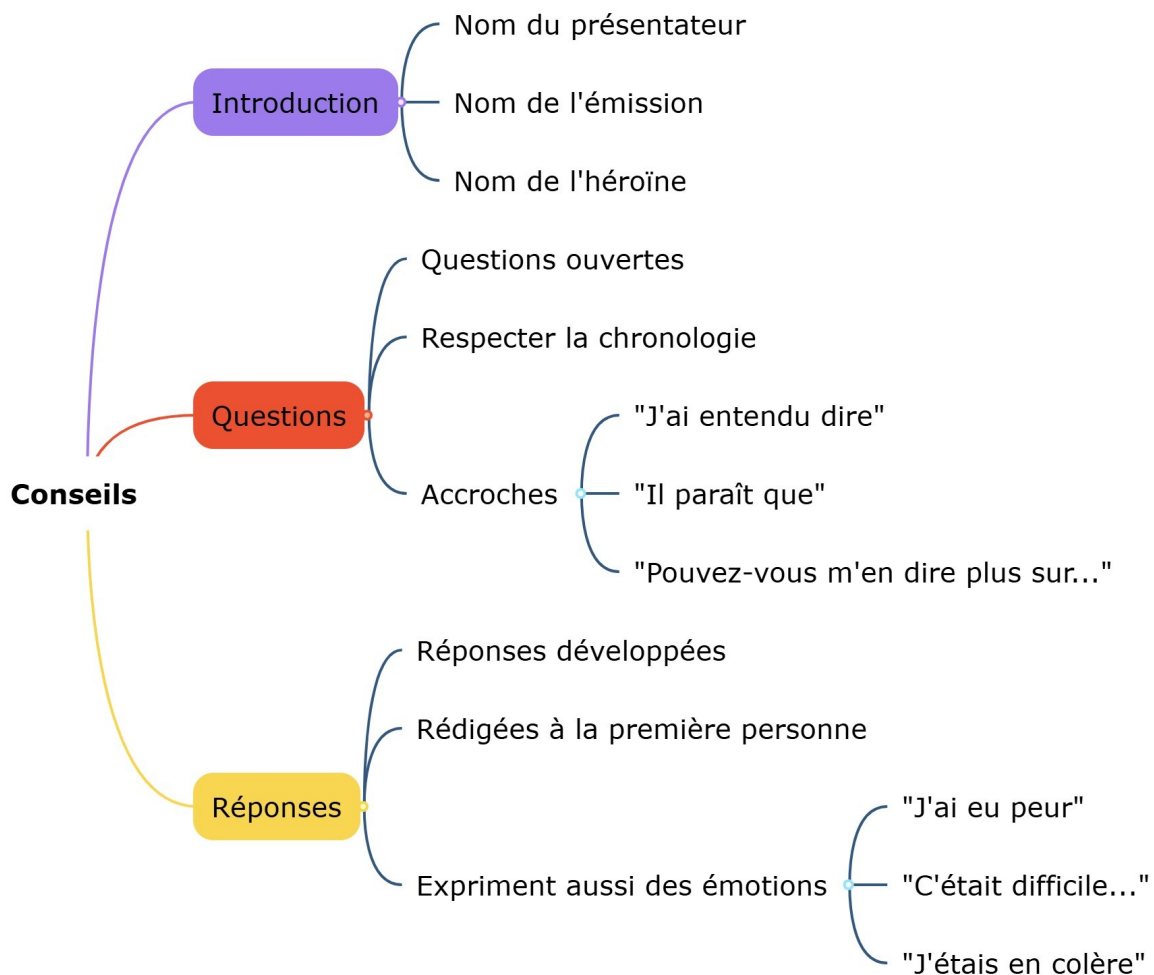 Conseils
Introduction
Nom du présentateur
Nom de l'émission
Nom de l'héroïne
Questions
Questions ouvertes
Respecter la chronologie
Accroches
"J'ai entendu dire"
"Il paraît que"
"Pouvez-vous m'en dire plus sur..."
Réponses
Réponses développées
Rédigées à la première personne
Expriment aussi des émotions
"J'ai eu peur"
"C'était difficile..."
"J'étais en colère"